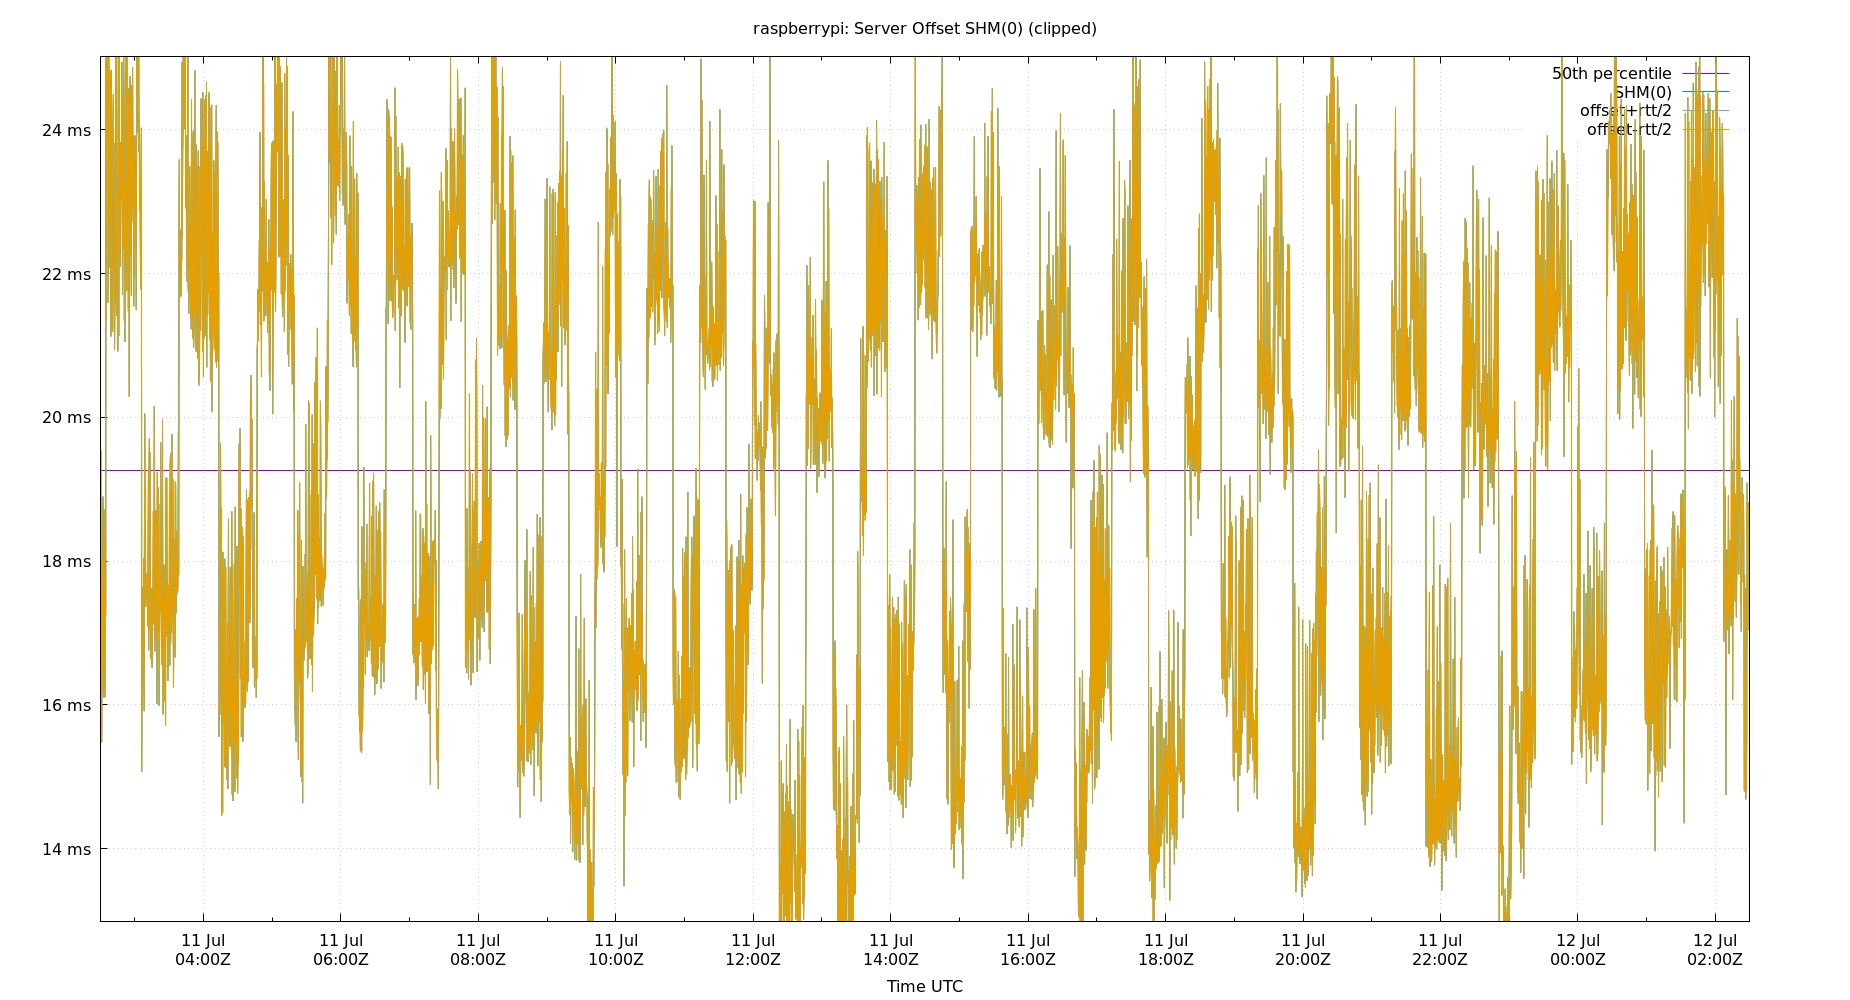 raspberrypi: Server Offset SHM(0) (clipped)
50th percentile
SHM(0)
offset+rtt/2
offset-rtt/2
24 ms
22 ms
20 ms
18 ms
16 ms
14 ms
11 Jul 11 Jul 11 Jul 11 Jul 11 Jul 11 Jul 11 Jul 11 Jul 11 Jul 11 Jul 12 Jul 12 Jul
04:00Z 06:00Z 08:00Z 10:00Z 12:00Z 14:00Z 16:00Z 18:00Z 20:00Z 22:00Z 00:00Z 02:00Z
Time UTC